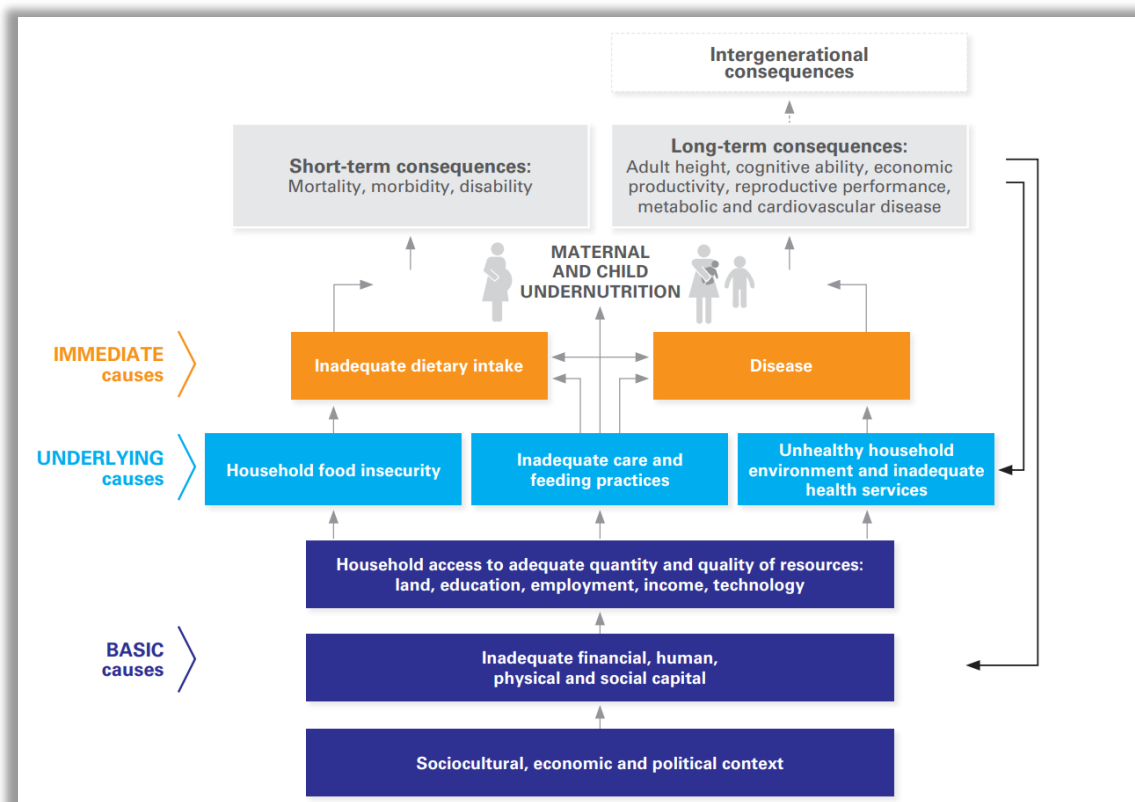 Intergenerational
consequences
Short-term consequences:
Mortality, morbidity, disability
Long-term consequences:
Adult height, cognitive ability, economic
productivity, reproductive performance,
metabolic and cardiovascular disease
MATERNAL
AND CHILD
UNDERNUTRITION
IMMEDIATE
causes
Inadequate dietary intake
Disease
UNDERLYING
causes
Household food insecurity
Inadequate care and
feeding practices
Unhealthy household
environment and inadequate
health services
Household access to adequate quantity and quality of resources:
land, education, employment, income, technology
BASIC
causes
Inadequate financial, human,
physical and social capital
Sociocultural, economic and political context